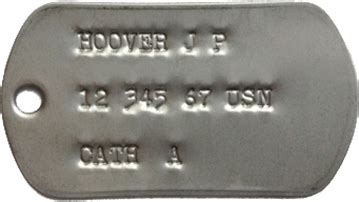 HOOVER J P
12 345 67 USN
CATH A